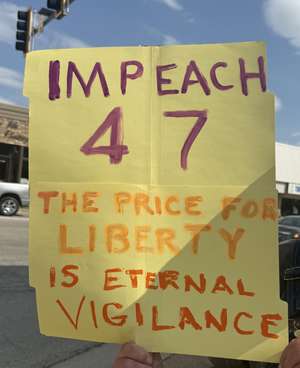 IMPEACH
47
THE PRICE FOR
LIBERTY
IS ETERNAL
VIGILANCE